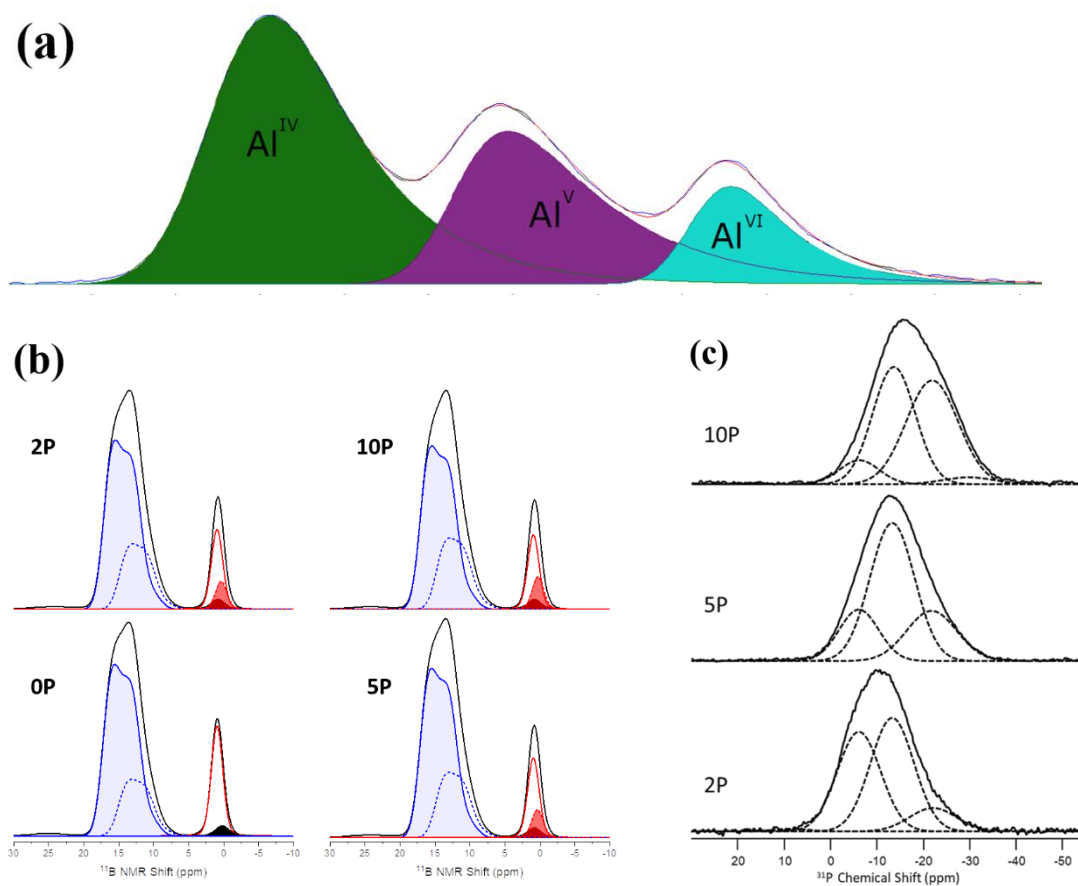 (a)
Al^IV
Al^V
Al^VI
(b)
2P
10P
0P
5P
30 25 20 15 10 5 0 -5 -10
30 25 20 15 10 5 0 -5 -10
¹¹B NMR Shift (ppm)
¹¹B NMR Shift (ppm)
(c)
10P
5P
2P
20 10 0 -10 -20 -30 -40 -50
³¹P Chemical Shift (ppm)